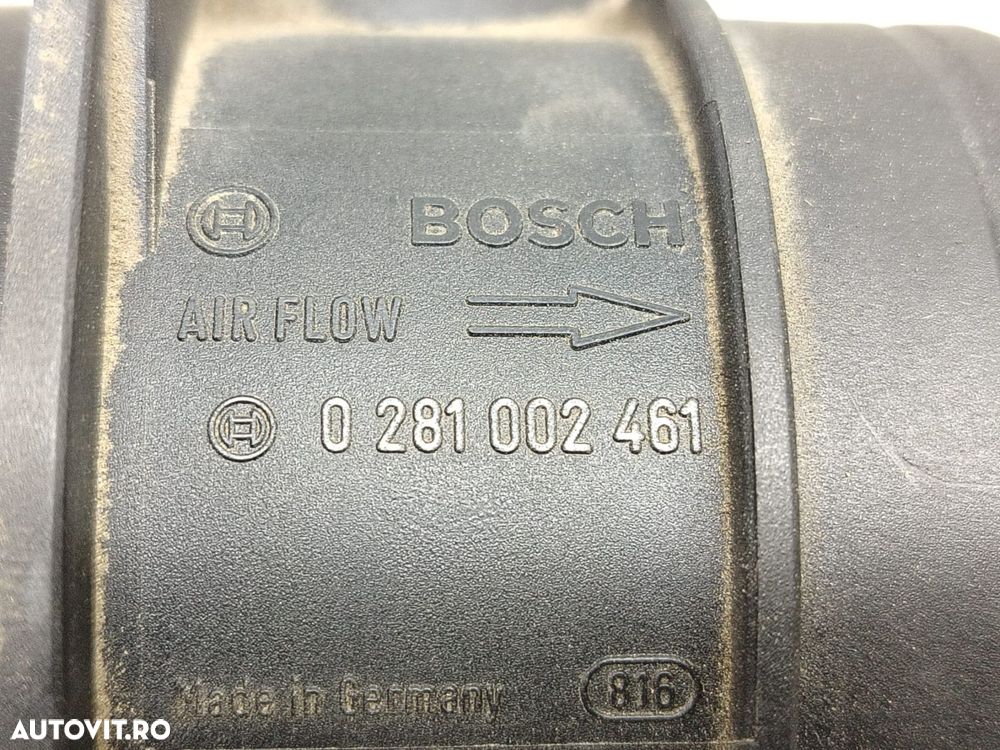 BOSCH
AIR FLOW
0 281 002 461
Made in Germany 816
AUTOVIT.RO